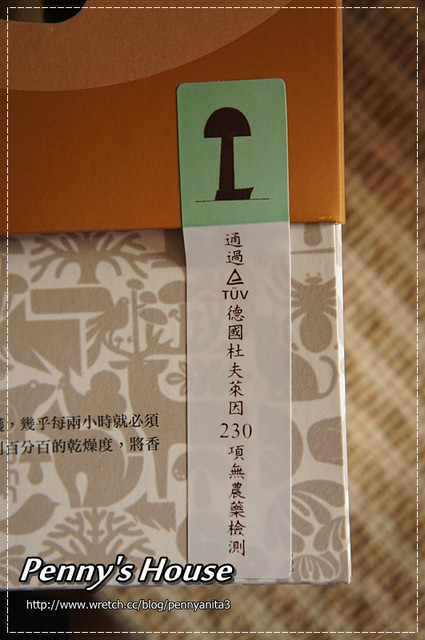 通過
TÜV
德國杜夫萊因
230
項無農藥檢測
，幾乎每兩小時就必須
百分百的乾燥度，將香
Penny's House
http://www.wretch.cc/blog/pennyanita3